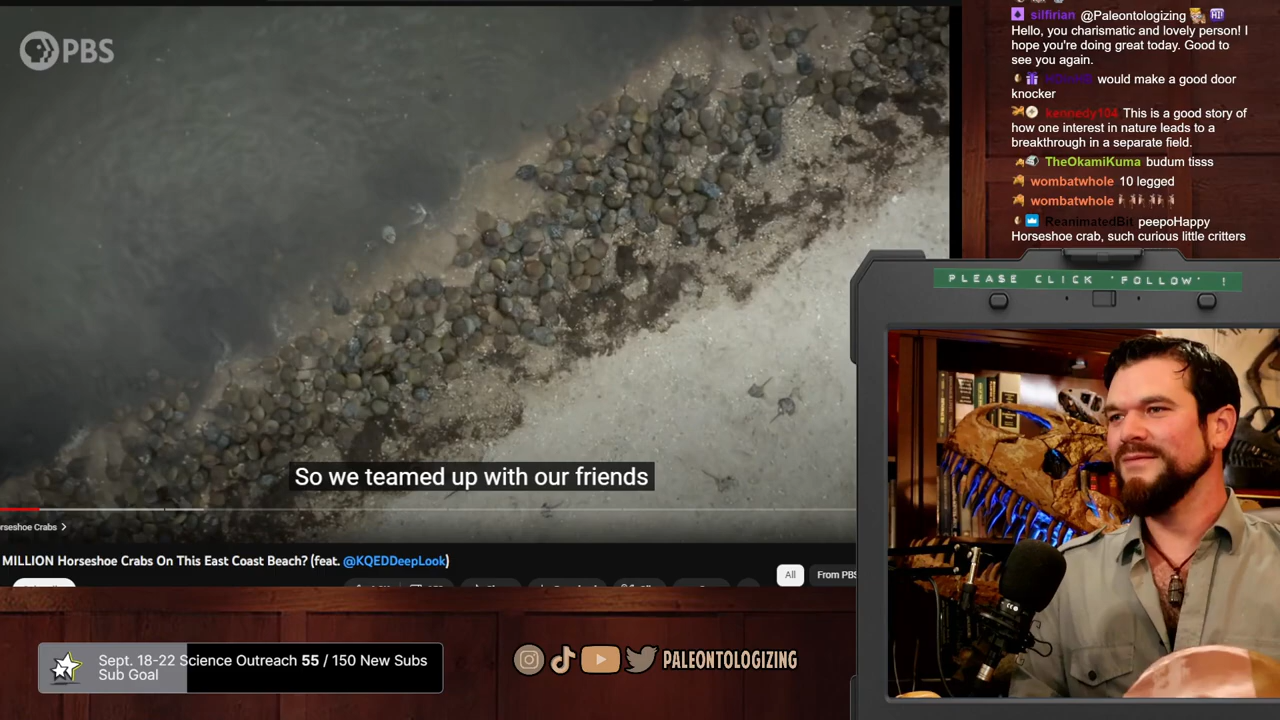 PBS
silfirian @Paleontologizing
Hello, you charismatic and lovely person! I
hope you're doing great today. Good to
see you again.
would make a good door
knocker
kennedy104 This is a good story of
how one interest in nature leads to a
breakthrough in a separate field.
TheOkamiKuma budum tisss
wombatwhole 10 legged
wombatwhole
ReanimatedBit peepoHappy
Horseshoe crab, such curious little critters
PLEASE CLICK 'FOLLOW' !
So we teamed up with our friends
rseshoe Crabs
MILLION Horseshoe Crabs On This East Coast Beach? (feat. @KQEDDeepLook)
All
From PBS
Sept. 18-22 Science Outreach 55 / 150 New Subs
Sub Goal
PALEONTOLOGIZING